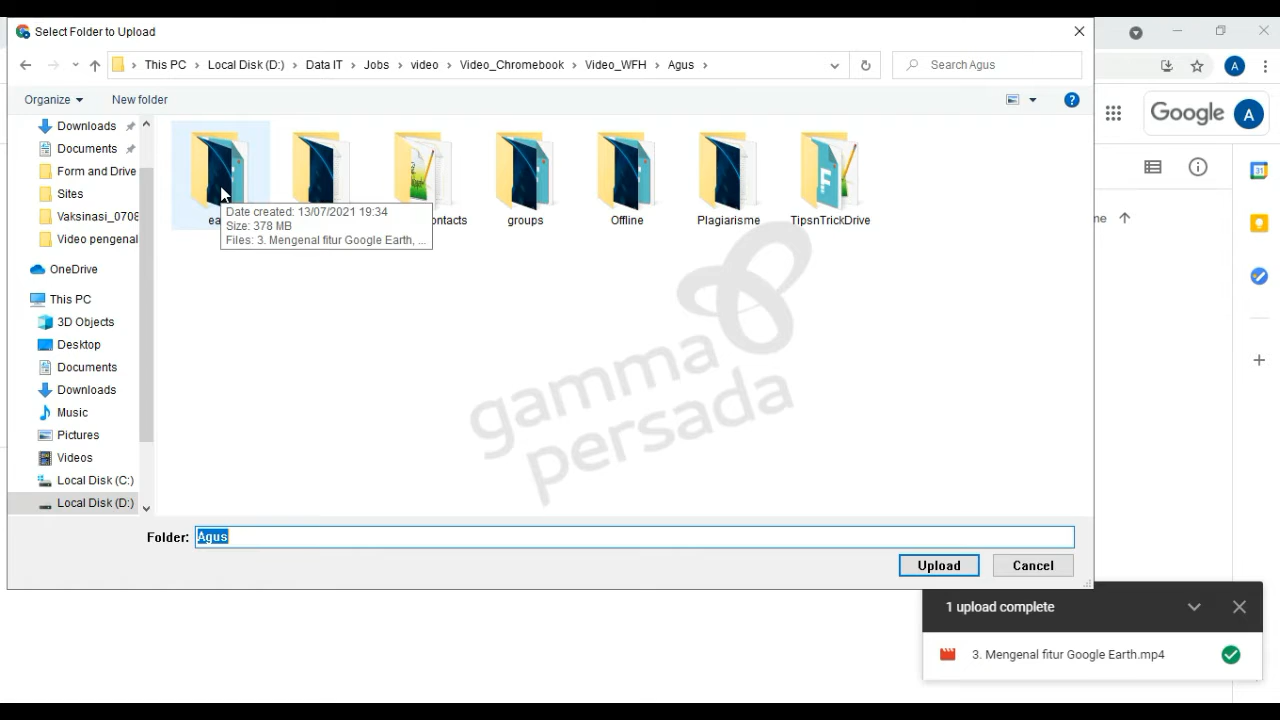 Select Folder to Upload
This PC > Local Disk (D:) > Data IT > Jobs > video > Video_Chromebook > Video_WFH > Agus >
Search Agus
Organize
New folder
Google
A
A
Downloads
Documents
Form and Drive
Sites
Vaksinasi_0708
Video pengenal
OneDrive
This PC
3D Objects
Desktop
Documents
Downloads
Music
Pictures
Videos
Local Disk (C:)
Local Disk (D:)
ea
ontacts
groups
Offline
Plagiarisme
TipsnTrickDrive
me
31
Date created: 13/07/2021 19:34
Size: 378 MB
Files: 3. Mengenal fitur Google Earth, ...
gamma
persada
Folder: Agus
Upload
Cancel
1 upload complete
3. Mengenal fitur Google Earth.mp4